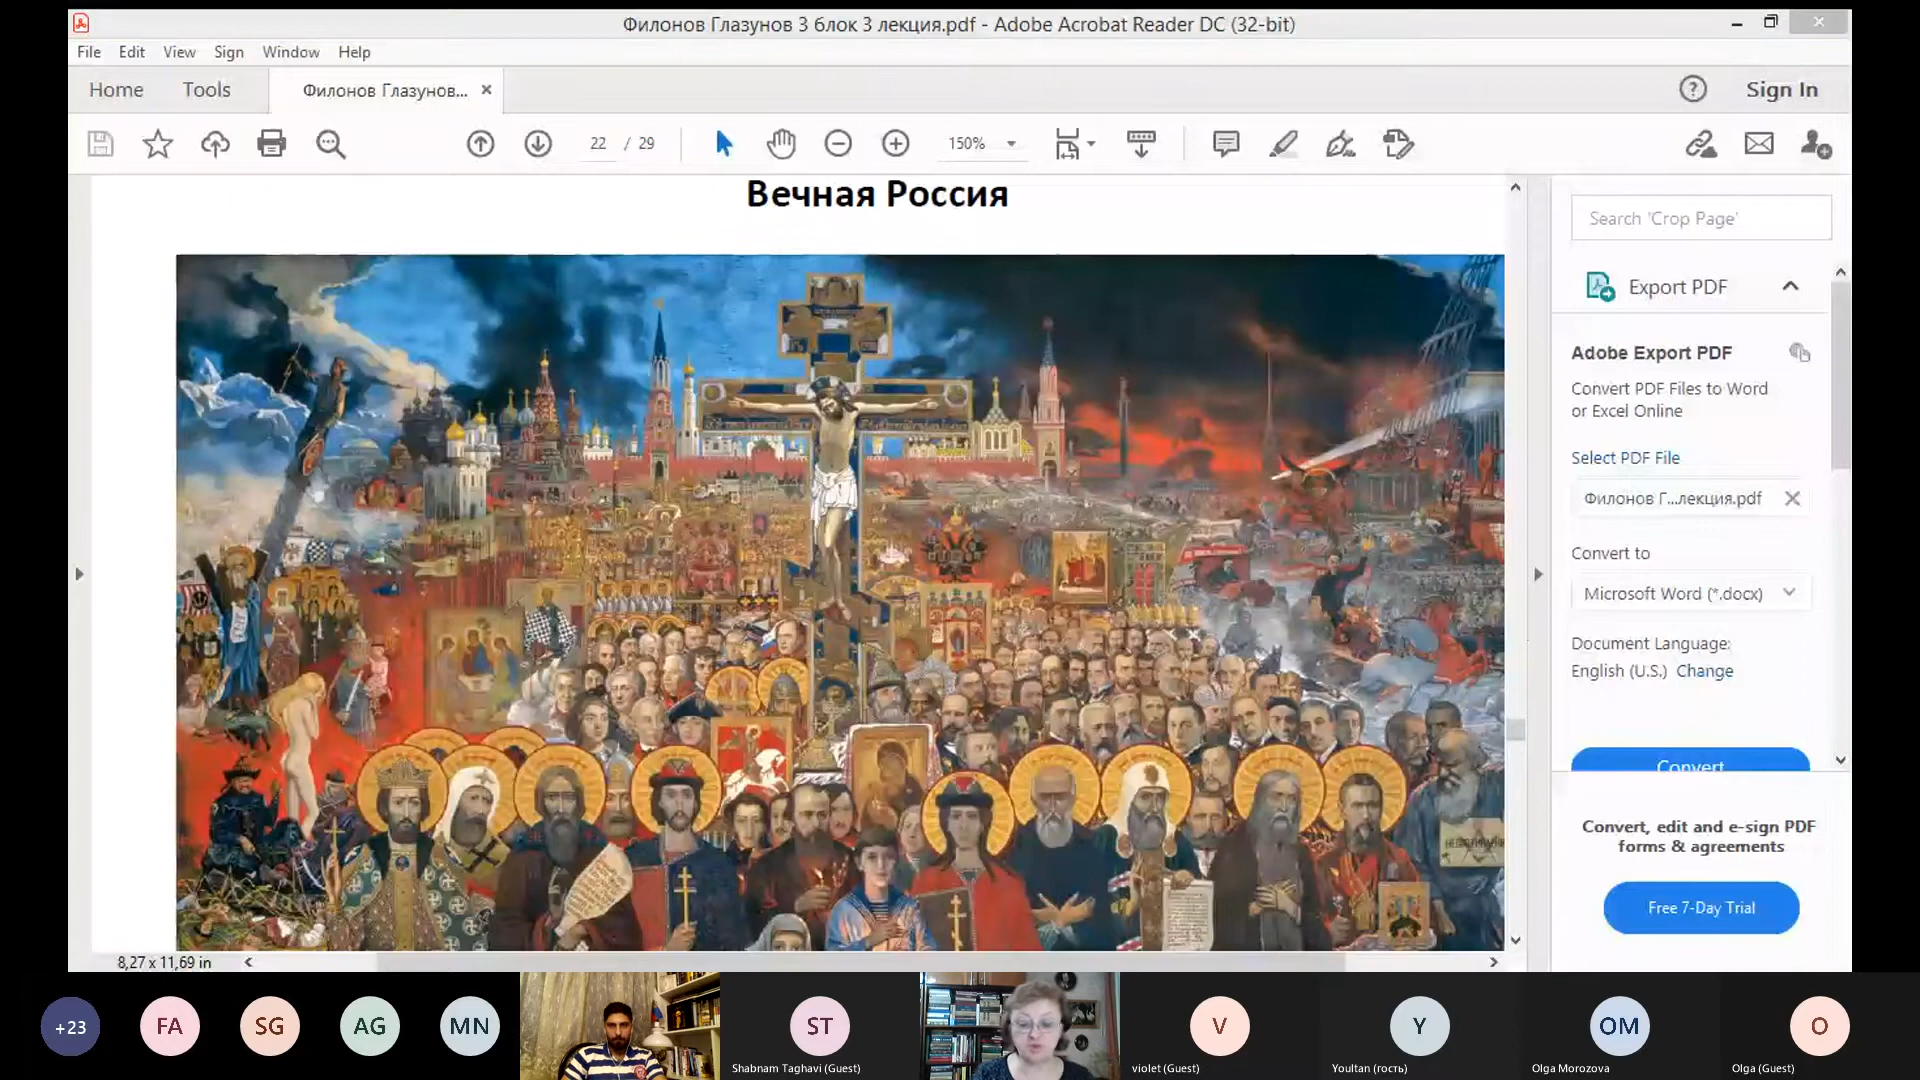 Филонов Глазунов 3 блок 3 лекция.pdf - Adobe Acrobat Reader DC (32-bit)
File Edit View Sign Window Help
Home Tools Филонов Глазунов... Sign In
22 / 29 150%
Вечная Россия
Search 'Crop Page'
Export PDF
Adobe Export PDF
Convert PDF Files to Word
or Excel Online
Select PDF File
Филонов Г...лекция.pdf
Convert to
Microsoft Word (*.docx)
Document Language:
English (U.S.) Change
Convert
Convert, edit and e-sign PDF
forms & agreements
Free 7-Day Trial
8,27 x 11,69 in
+23 FA SG AG MN ST V Y OM O
Shabnam Taghavi (Guest) violet (Guest) Youltan (гость) Olga Morozova Olga (Guest)